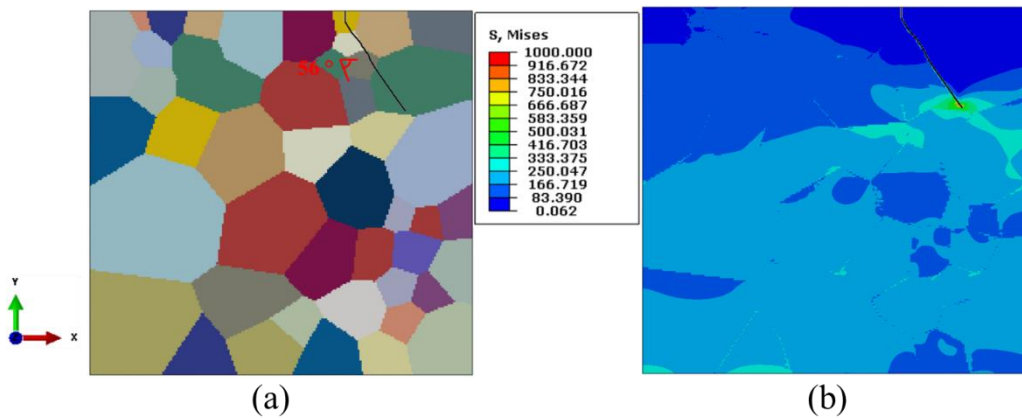 56°
S, Mises
1000.000
916.672
833.344
750.016
666.687
583.359
500.031
416.703
333.375
250.047
166.719
83.390
0.062
Y
X
(a)
(b)